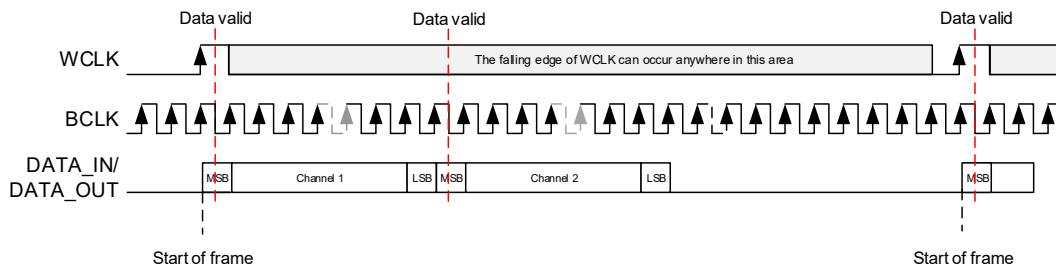 Data valid Data valid Data valid
WCLK The falling edge of WCLK can occur anywhere in this area
BCLK
DATA_IN/
DATA_OUT MSB Channel 1 LSB MSB Channel 2 LSB MSB
Start of frame Start of frame